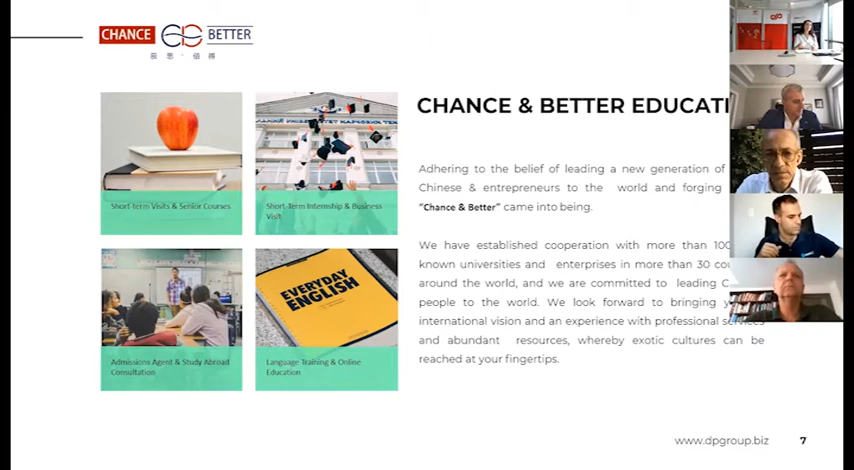 CHANCE BETTER
辰 思 · 佰 得
CHANCE & BETTER EDUCATI
Short-term Visits & Senior Courses
Short-Term Internship & Business
Visit
Admissions Agent & Study Abroad
Consultation
EVERYDAY
ENGLISH
Language Training & Online
Education
Adhering to the belief of leading a new generation of
Chinese & entrepreneurs to the world and forging
“Chance & Better” came into being.
We have established cooperation with more than 100
known universities and enterprises in more than 30 cou
around the world, and we are committed to leading C
people to the world. We look forward to bringing y
international vision and an experience with professional services
and abundant resources, whereby exotic cultures can be
reached at your fingertips.
www.dpgroup.biz 7